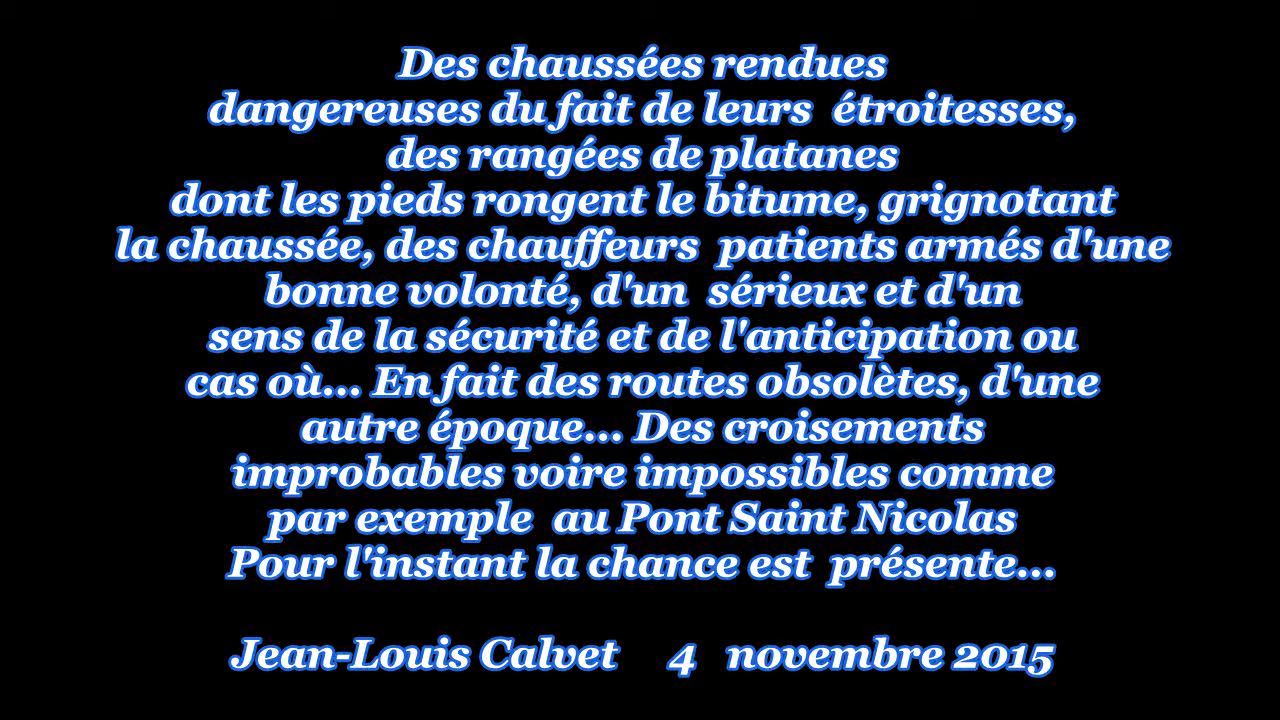 Des chaussées rendues
dangereuses du fait de leurs étroitesses,
des rangées de platanes
dont les pieds rongent le bitume, grignotant
la chaussée, des chauffeurs patients armés d'une
bonne volonté, d'un sérieux et d'un
sens de la sécurité et de l'anticipation ou
cas où... En fait des routes obsolètes, d'une
autre époque... Des croisements
improbables voire impossibles comme
par exemple au Pont Saint Nicolas
Pour l'instant la chance est présente...
Jean-Louis Calvet 4 novembre 2015